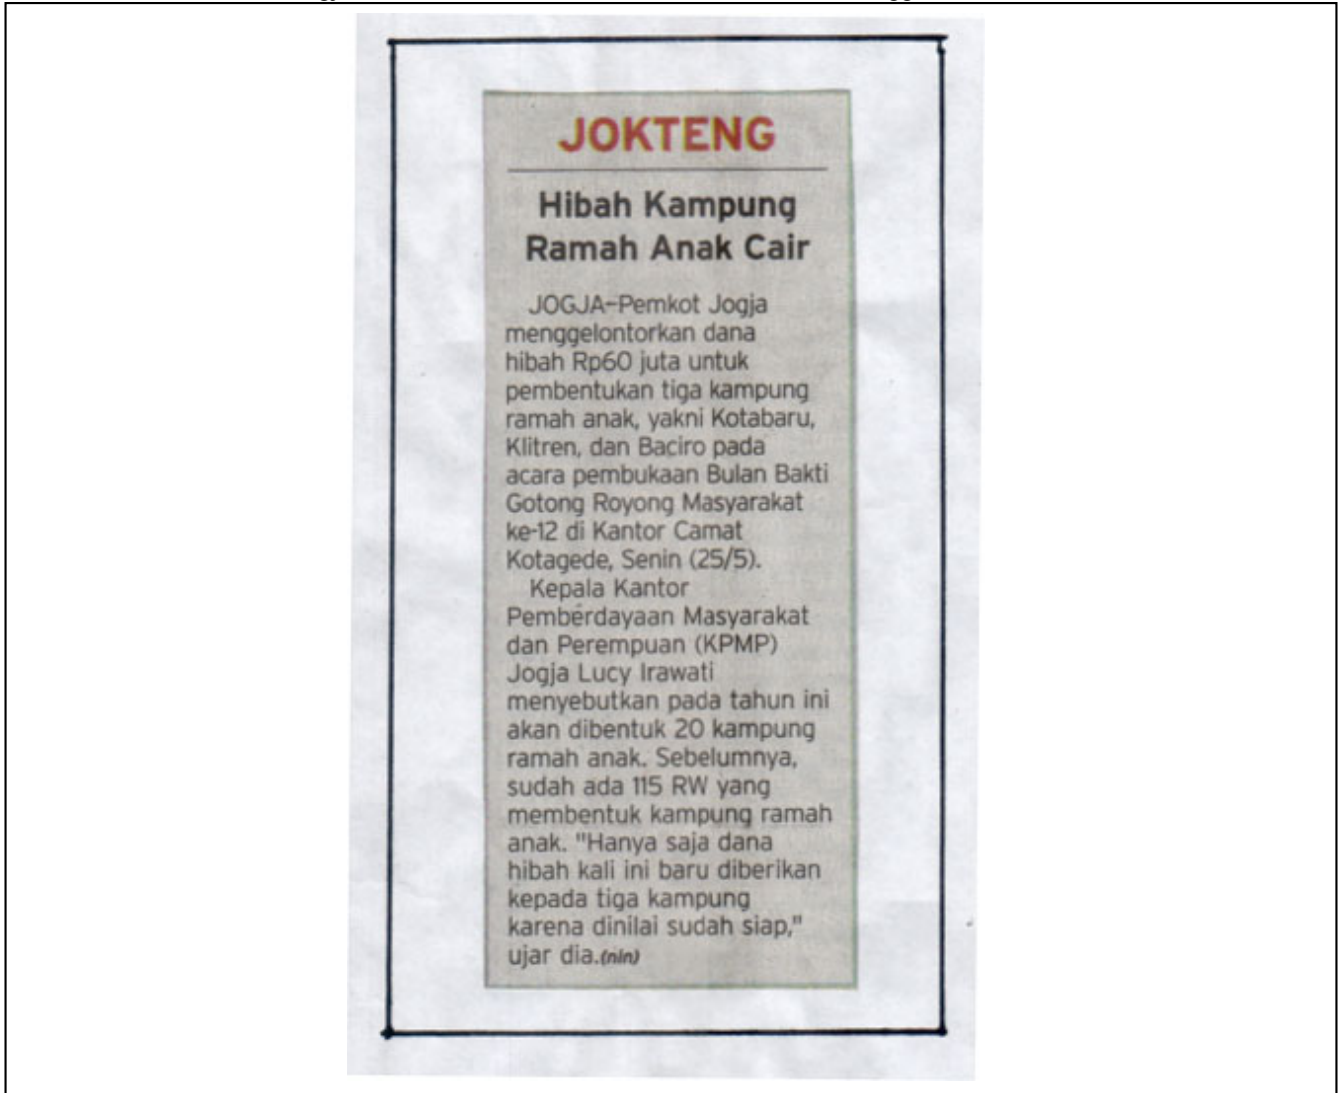 JOKTENG
Hibah Kampung
Ramah Anak Cair
JOGJA–Pemkot Jogja
menggelontorkan dana
hibah Rp60 juta untuk
pembentukan tiga kampung
ramah anak, yakni Kotabaru,
Klitren, dan Baciro pada
acara pembukaan Bulan Bakti
Gotong Royong Masyarakat
ke-12 di Kantor Camat
Kotagede, Senin (25/5).
Kepala Kantor
Pemberdayaan Masyarakat
dan Perempuan (KPMP)
Jogja Lucy Irawati
menyebutkan pada tahun ini
akan dibentuk 20 kampung
ramah anak. Sebelumnya,
sudah ada 115 RW yang
membentuk kampung ramah
anak. "Hanya saja dana
hibah kali ini baru diberikan
kepada tiga kampung
karena dinilai sudah siap,"
ujar dia.(nln)